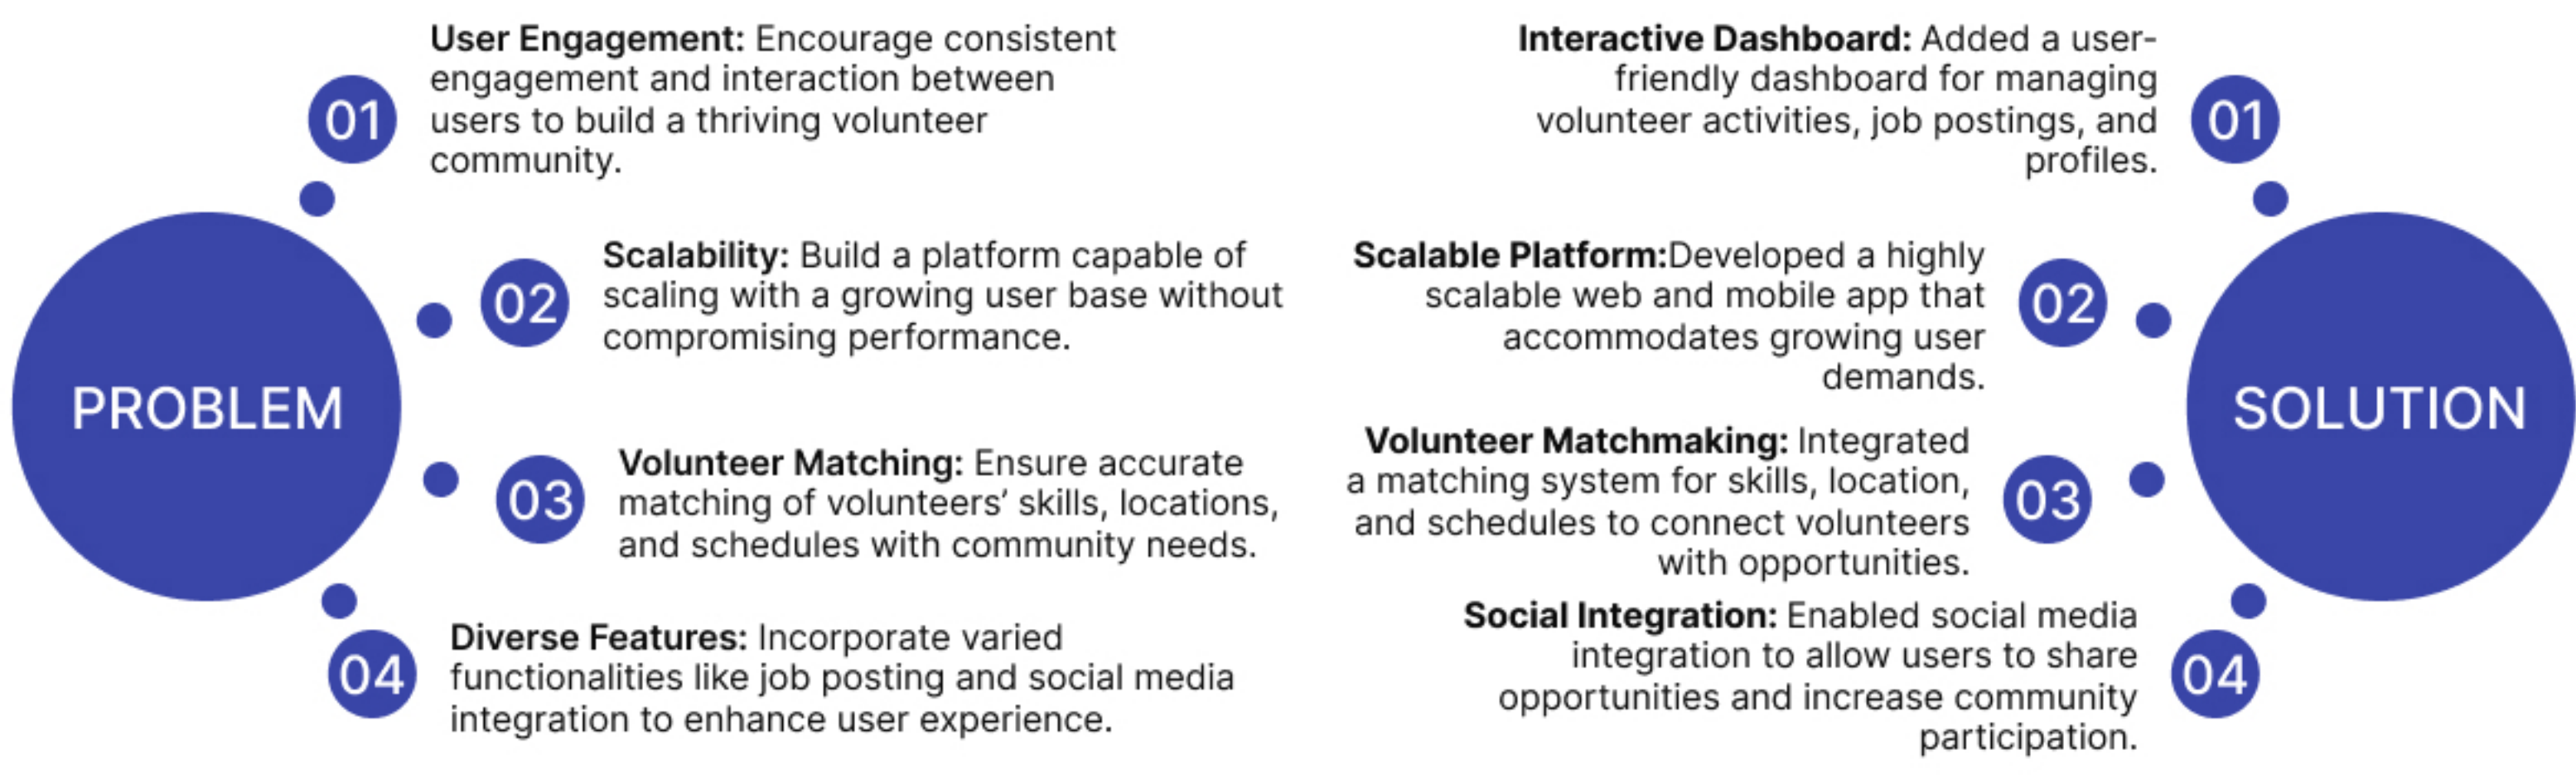 PROBLEM
01
User Engagement: Encourage consistent
engagement and interaction between
users to build a thriving volunteer
community.
02
Scalability: Build a platform capable of
scaling with a growing user base without
compromising performance.
03
Volunteer Matching: Ensure accurate
matching of volunteers’ skills, locations,
and schedules with community needs.
04
Diverse Features: Incorporate varied
functionalities like job posting and social media
integration to enhance user experience.
SOLUTION
01
Interactive Dashboard: Added a user-
friendly dashboard for managing
volunteer activities, job postings, and
profiles.
02
Scalable Platform:Developed a highly
scalable web and mobile app that
accommodates growing user
demands.
03
Volunteer Matchmaking: Integrated
a matching system for skills, location,
and schedules to connect volunteers
with opportunities.
04
Social Integration: Enabled social media
integration to allow users to share
opportunities and increase community
participation.